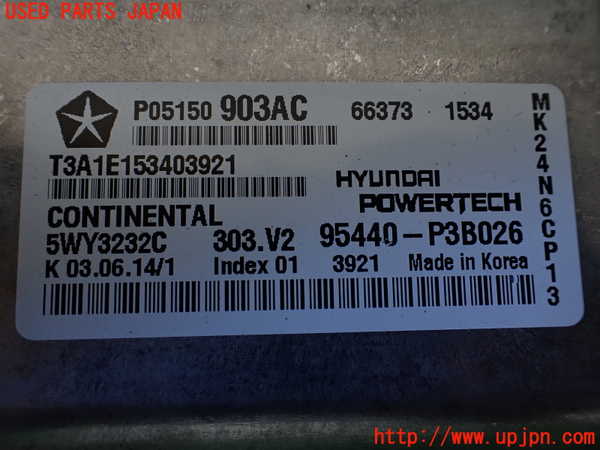 USED PARTS JAPAN
P05150 903AC 66373 1534
T3A1E153403921
HYUNDAI
POWERTECH
CONTINENTAL
5WY3232C 303.V2 95440-P3B026
K 03.06.14/1 Index 01 3921 Made in Korea
MK24N6CP13
http://www.upjpn.com/